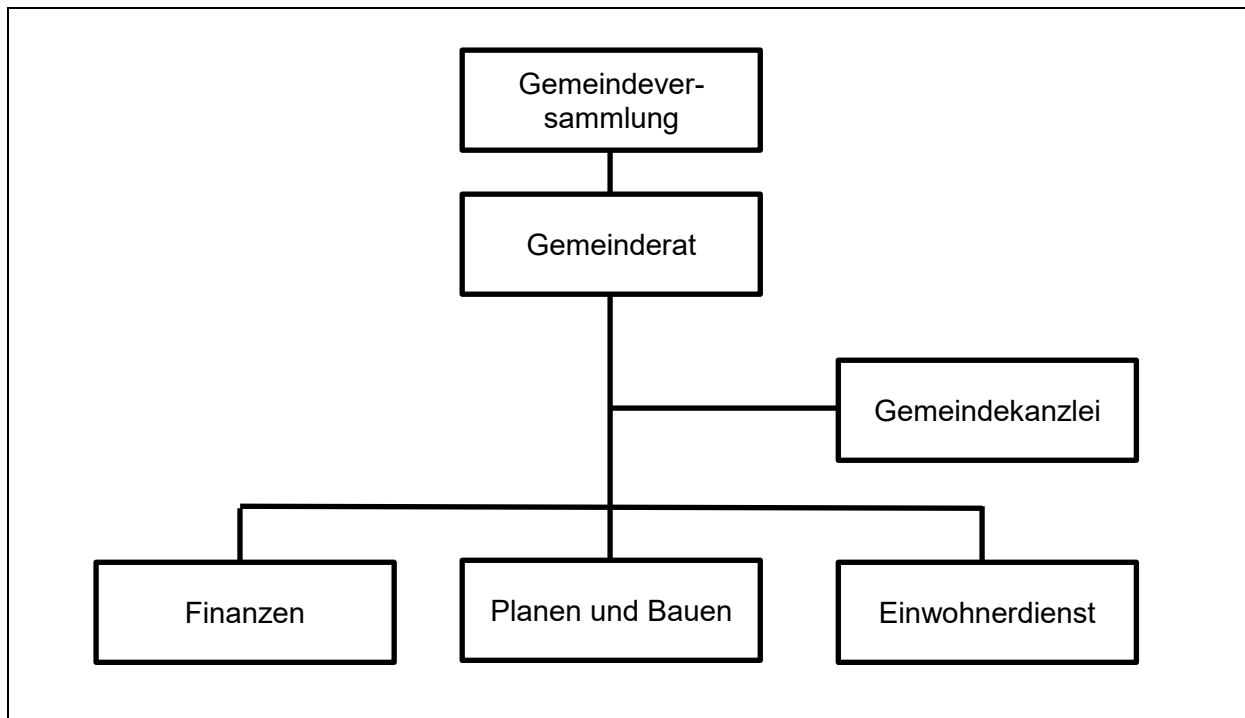 Gemeindever-
sammlung
Gemeinderat
Gemeindekanzlei
Finanzen
Planen und Bauen
Einwohnerdienst